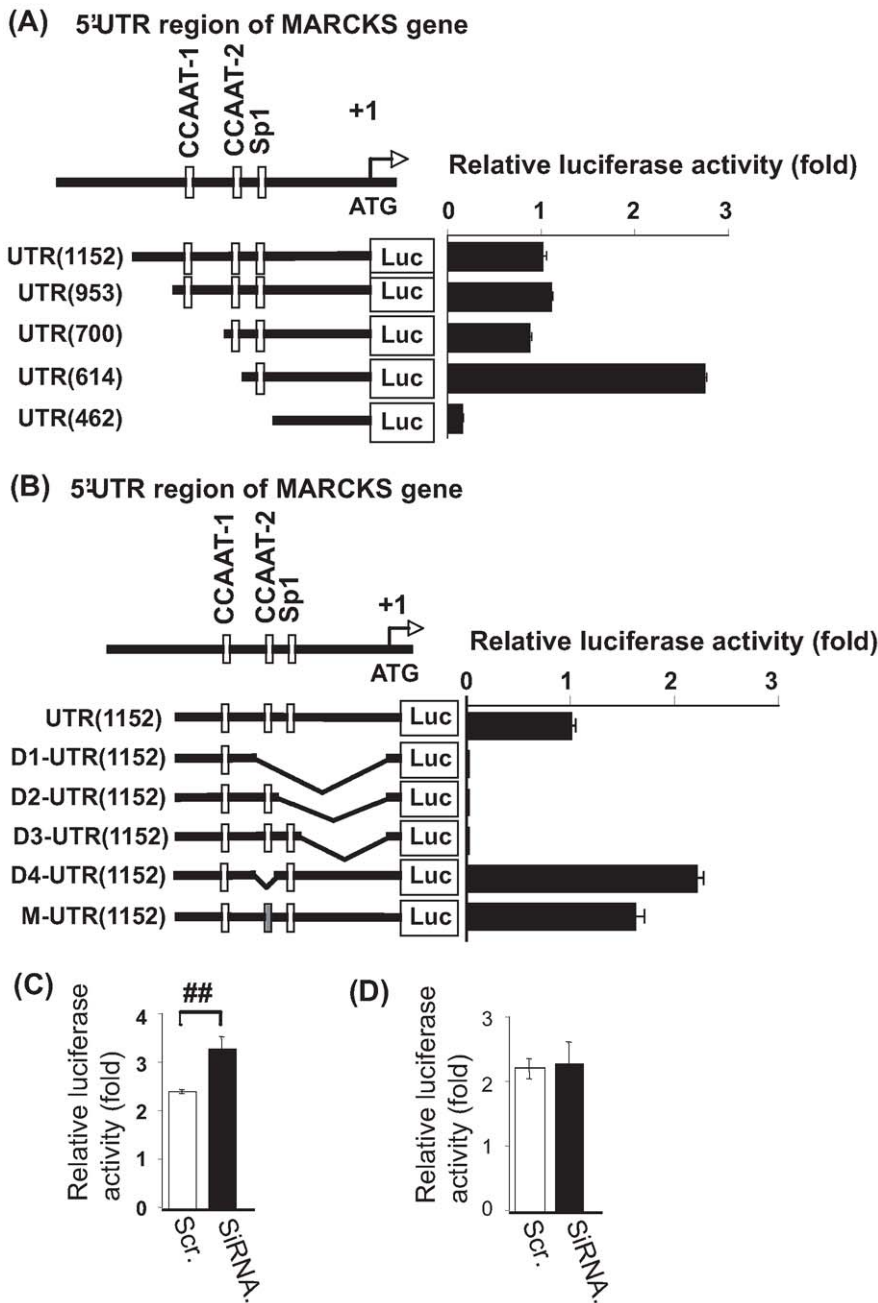 (A) 5'UTR region of MARCKS gene
CCAAT-1
CCAAT-2
Sp1
+1
ATG
Relative luciferase activity (fold)
0 1 2 3
UTR(1152) Luc
UTR(953) Luc
UTR(700) Luc
UTR(614) Luc
UTR(462) Luc
(B) 5'UTR region of MARCKS gene
CCAAT-1
CCAAT-2
Sp1
+1
ATG
Relative luciferase activity (fold)
0 1 2 3
UTR(1152) Luc
D1-UTR(1152) Luc
D2-UTR(1152) Luc
D3-UTR(1152) Luc
D4-UTR(1152) Luc
M-UTR(1152) Luc
(C)
Relative luciferase
activity (fold)
4
3
2
1
0
##
Scr.
SiRNA.
(D)
Relative luciferase
activity (fold)
3
2
1
0
Scr.
SiRNA.